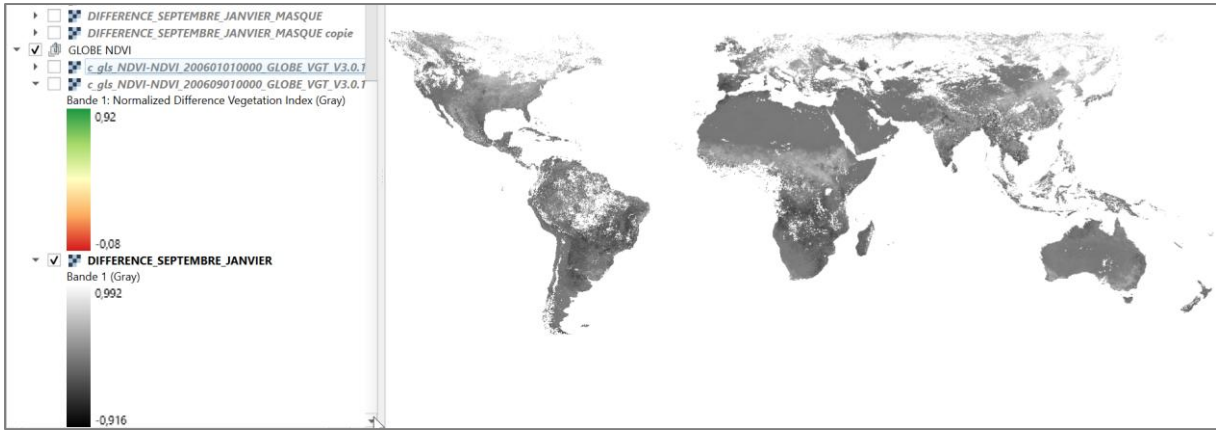 DIFFERENCE_SEPTEMBRE_JANVIER_MASQUE
DIFFERENCE_SEPTEMBRE_JANVIER_MASQUE copie
GLOBE NDVI
c_gls_NDVI-NDVI_200601010000_GLOBE_VGT_V3.0.1
c_gls_NDVI-NDVI_200609010000_GLOBE_VGT_V3.0.1
Bande 1: Normalized Difference Vegetation Index (Gray)
0,92
-0,08
DIFFERENCE_SEPTEMBRE_JANVIER
Bande 1 (Gray)
0,992
-0,916